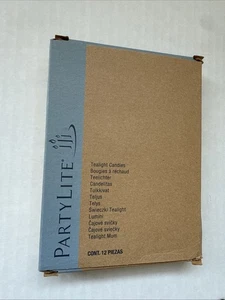 PARTYLITE®
Tealight Candles
Bougies à réchaud
Teelichter
Candelitas
Tuikkivat
Teljus
Telys
Świeczki Tealight
Lumini
Čajové svíčky
Čajové sviečky
Tealight Mum
CONT. 12 PIEZAS